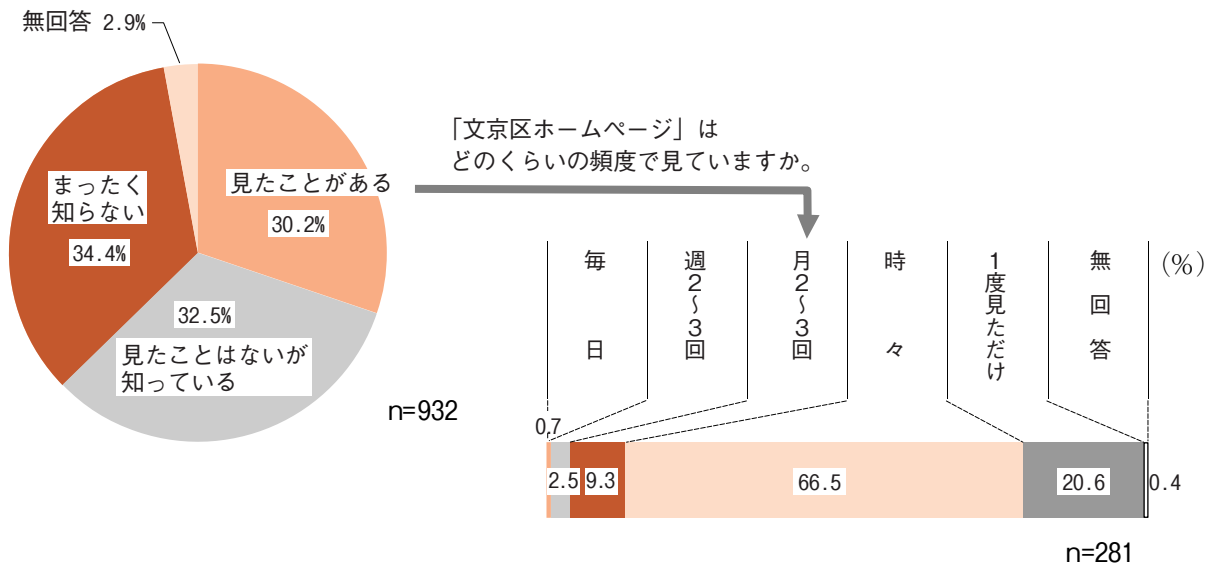 無回答 2.9%
「文京区ホームページ」は
どのくらいの頻度で見ていますか。
まったく
知らない
34.4%
見たことがある
30.2%
32.5%
見たことはないが
知っている
n=932
毎日
週2〜3回
月2〜3回
時々
1度見ただけ
無回答
(%)
0.7
2.5
9.3
66.5
20.6
0.4
n=281